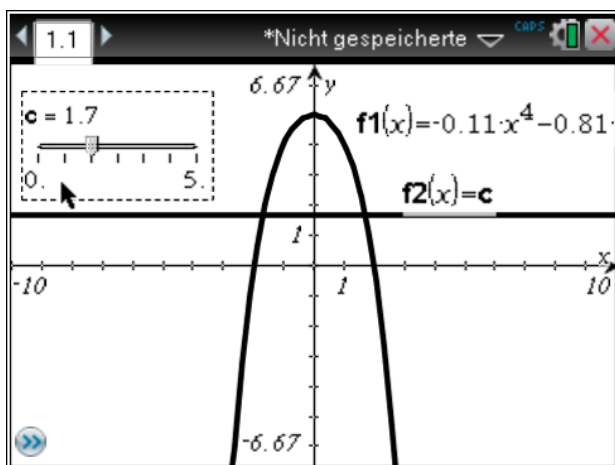 1.1 *Nicht gespeicherte CAPS
6.67 y
c = 1.7
f1(x)=-0.11·x^4-0.81·
0. 5.
f2(x)=c
1
x
-10 1 10
-6.67